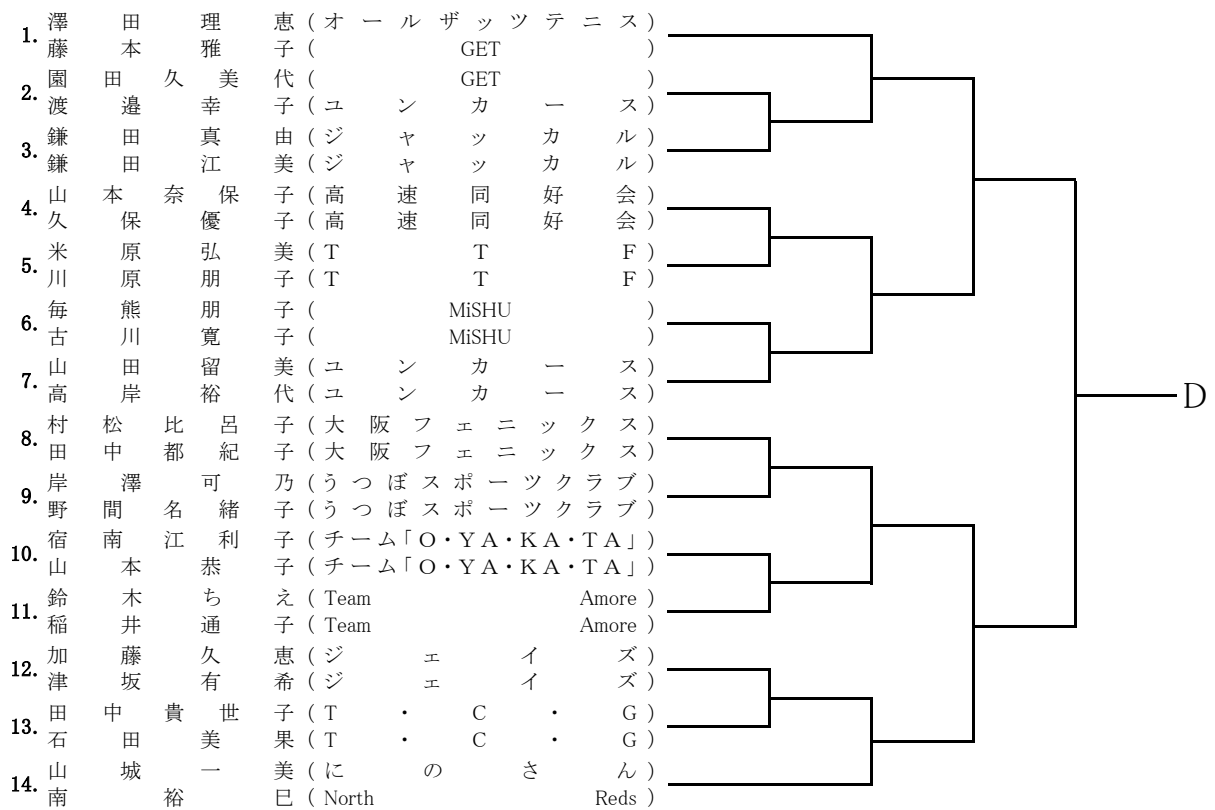 1. 澤田理恵(オールザッツテニス)
藤本雅子(GET)
2. 園田久美代(GET)
渡邉幸子(ユンカース)
3. 鎌田真由(ジャッカル)
鎌田江美(ジャッカル)
4. 山本奈保子(高速同好会)
久保優子(高速同好会)
5. 米原弘美(TTF)
川原朋子(TTF)
6. 毎熊朋子(MiSHU)
古川寛子(MiSHU)
7. 山田留美(ユンカース)
高岸裕代(ユンカース)
D
8. 村松比呂子(大阪フェニックス)
田中都紀子(大阪フェニックス)
9. 岸澤可乃(うつぼスポーツクラブ)
野間名緒子(うつぼスポーツクラブ)
10. 宿南江利子(チーム「O・YA・KA・TA」)
山本恭子(チーム「O・YA・KA・TA」)
11. 鈴木ちえ(Team Amore)
稲井通子(Team Amore)
12. 加藤久恵(ジェイズ)
津坂有希(ジェイズ)
13. 田中貴世子(T・C・G)
石田美果(T・C・G)
14. 山城一美(にのさん)
南裕巳(North Reds)